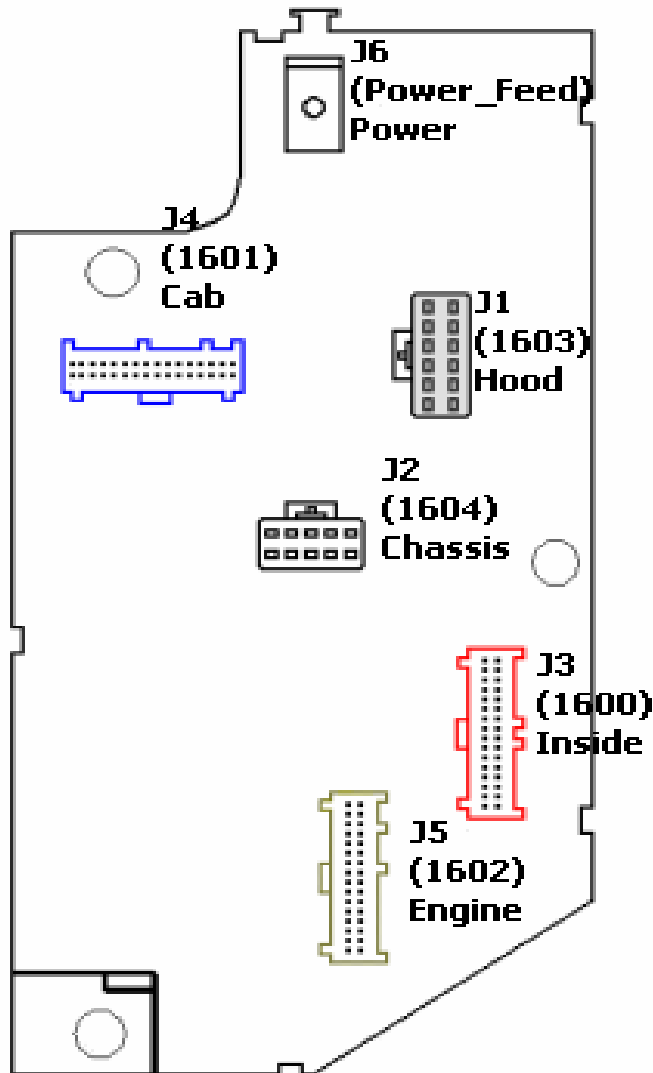 J6
(Power_Feed)
Power
J4
(1601)
Cab
J1
(1603)
Hood
J2
(1604)
Chassis
J3
(1600)
Inside
J5
(1602)
Engine